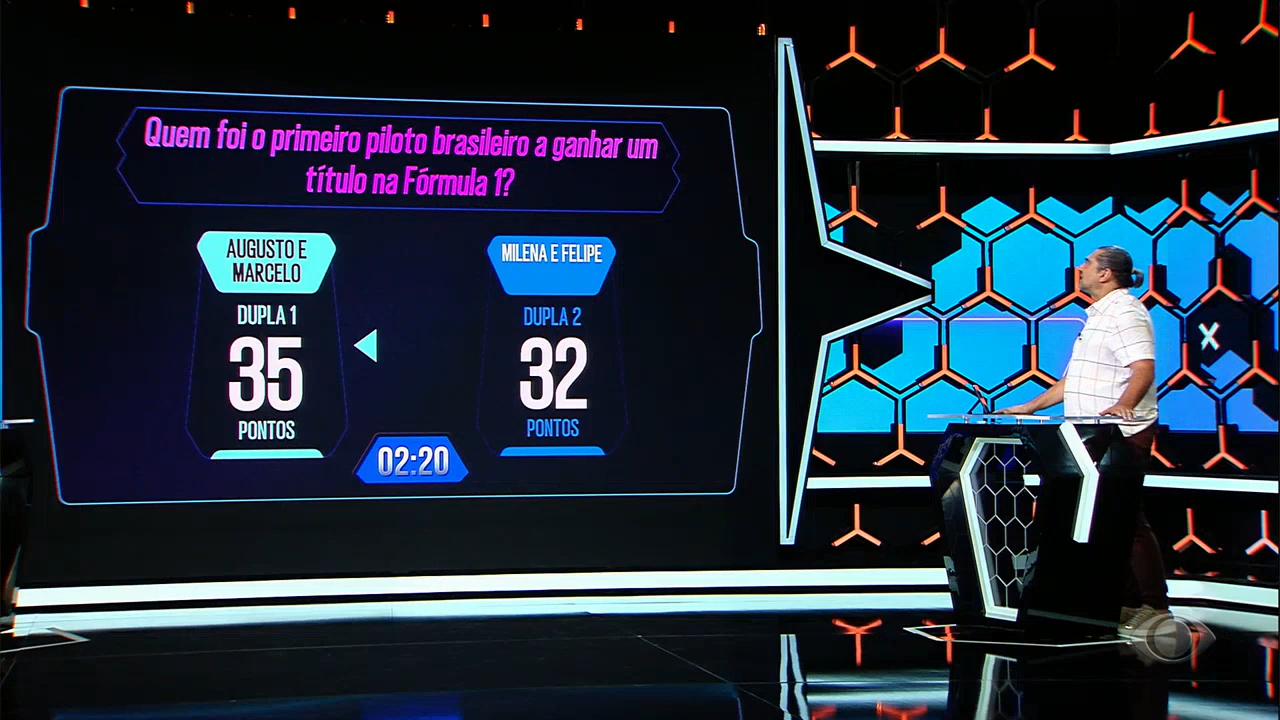 Quem foi o primeiro piloto brasileiro a ganhar um
título na Fórmula 1?
AUGUSTO E
MARCELO
DUPLA 1
35
PONTOS
MILENA E FELIPE
DUPLA 2
32
PONTOS
02:20
X